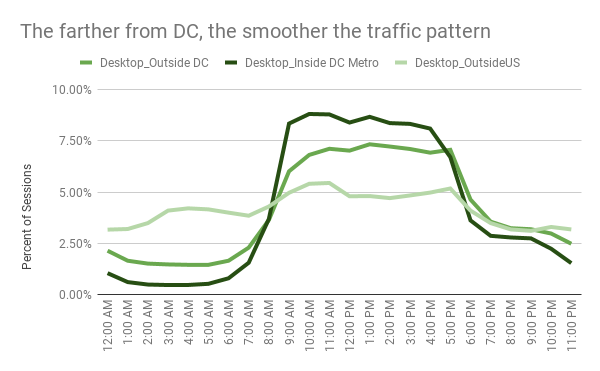 The farther from DC, the smoother the traffic pattern
Desktop_Outside DC Desktop_Inside DC Metro Desktop_OutsideUS
Percent of Sessions
10.00%
7.50%
5.00%
2.50%
0.00%
12:00 AM
1:00 AM
2:00 AM
3:00 AM
4:00 AM
5:00 AM
6:00 AM
7:00 AM
8:00 AM
9:00 AM
10:00 AM
11:00 AM
12:00 PM
1:00 PM
2:00 PM
3:00 PM
4:00 PM
5:00 PM
6:00 PM
7:00 PM
8:00 PM
9:00 PM
10:00 PM
11:00 PM